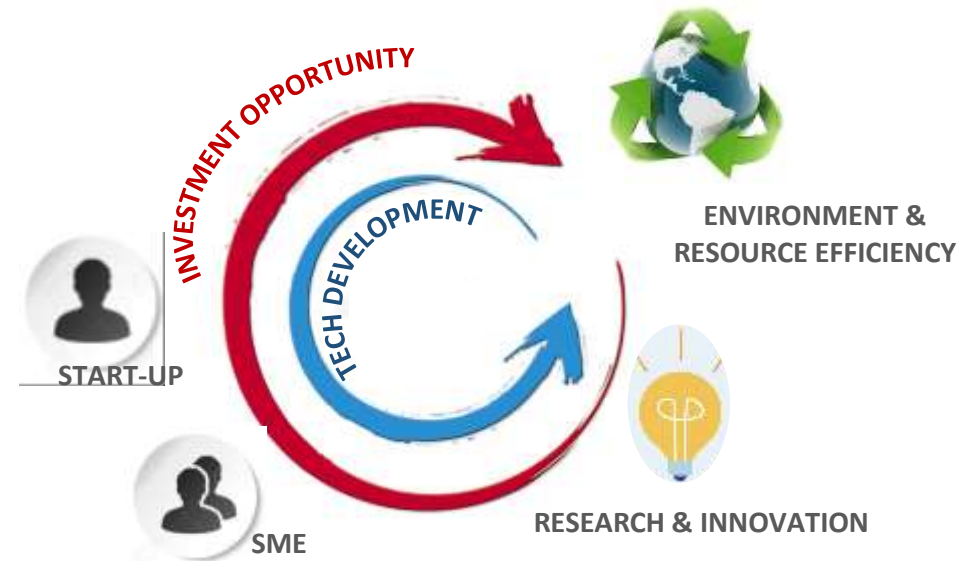 INVESTMENT OPPORTUNITY
TECH DEVELOPMENT
ENVIRONMENT &
RESOURCE EFFICIENCY
START-UP
RESEARCH & INNOVATION
SME